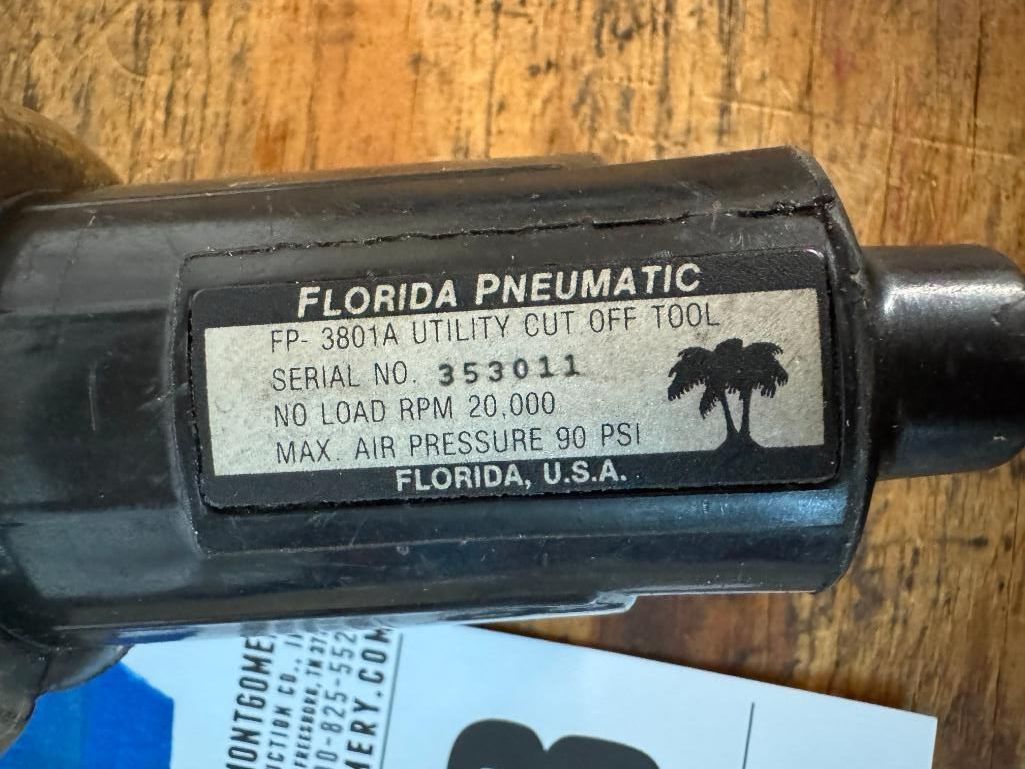 FLORIDA PNEUMATIC
FP- 3801A UTILITY CUT OFF TOOL
SERIAL NO. 353011
NO LOAD RPM 20,000
MAX. AIR PRESSURE 90 PSI
FLORIDA, U.S.A.